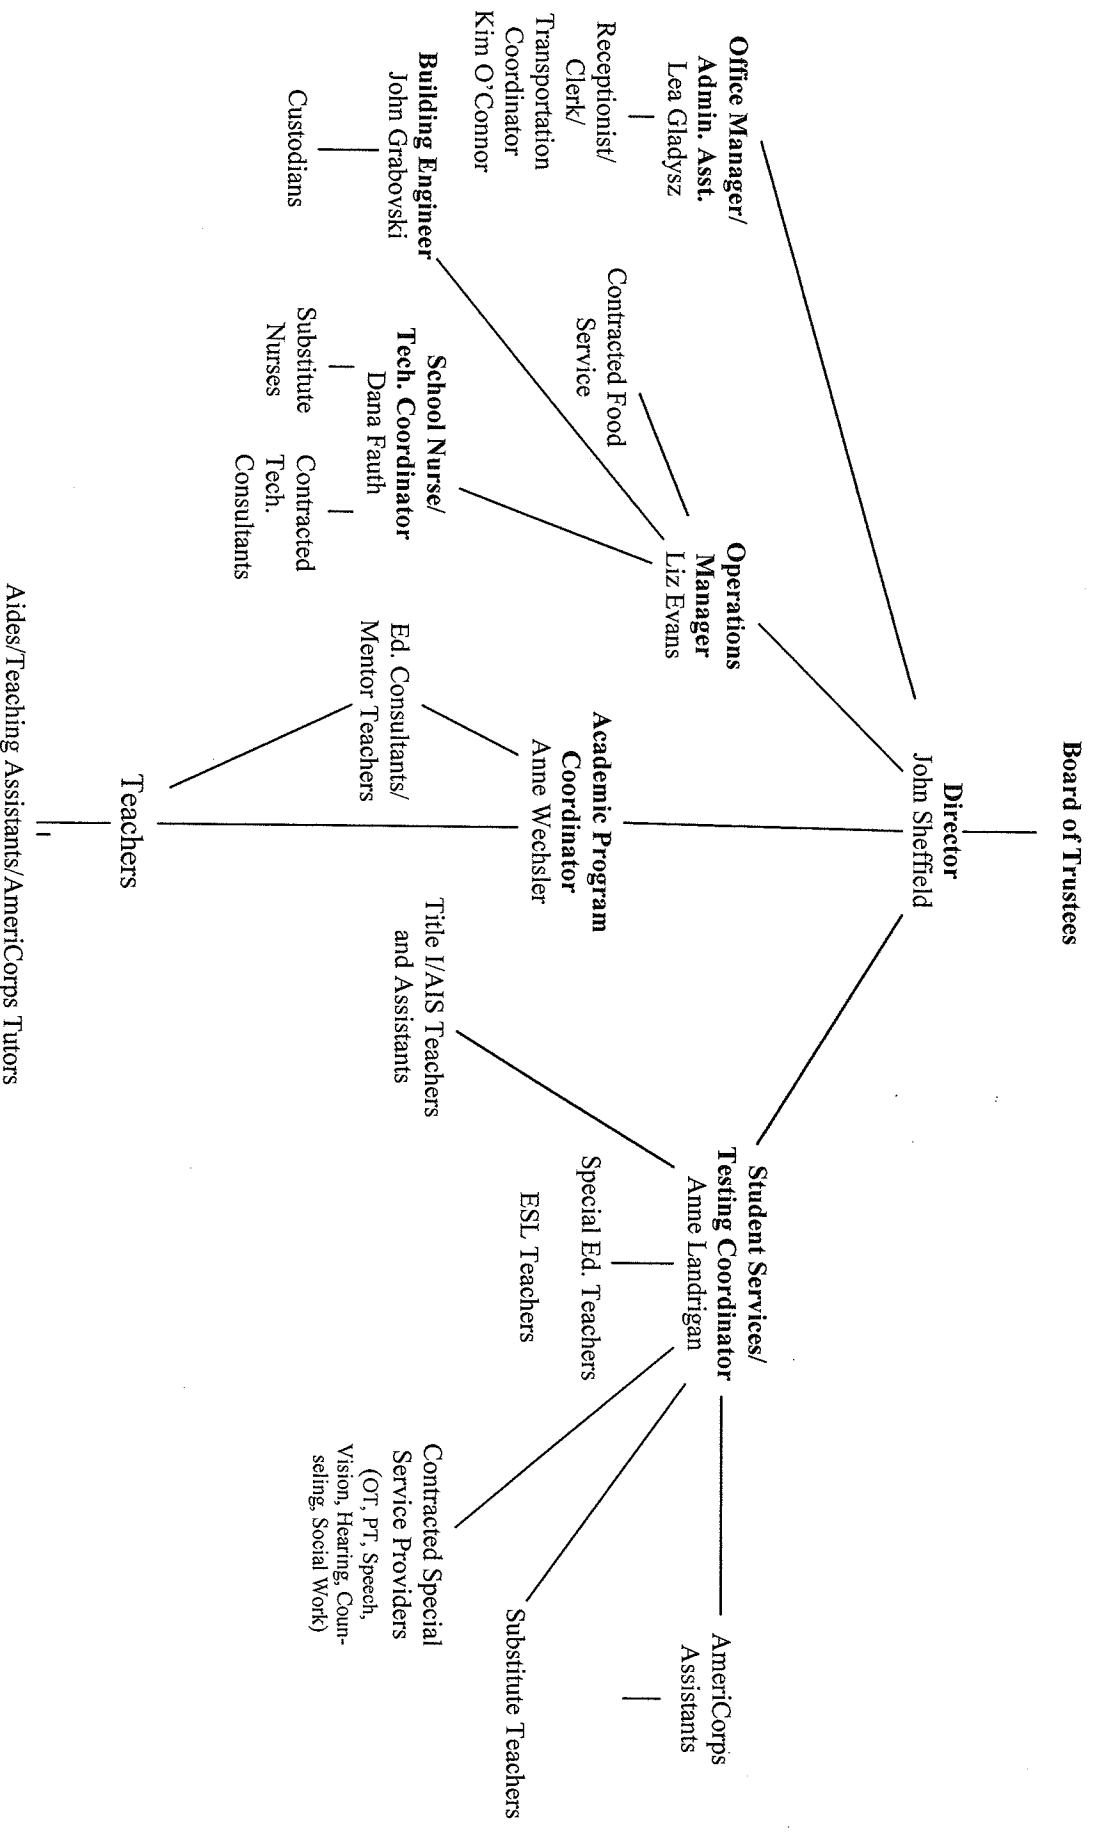 Board of Trustees
Director
John Sheffield
Office Manager/
Admin. Asst.
Lea Gladysz
Receptionist/
Clerk/
Transportation
Coordinator
Kim O'Connor
Operations
Manager
Liz Evans
Contracted Food
Service
Building Engineer
John Grabovski
Custodians
School Nurse/
Tech. Coordinator
Dana Fauth
Substitute
Nurses
Contracted
Tech.
Consultants
Academic Program
Coordinator
Anne Wechsler
Ed. Consultants/
Mentor Teachers
Teachers
Aides/Teaching Assistants/AmeriCorps Tutors
Student Services/
Testing Coordinator
Anne Landrigan
Title I/AIS Teachers
and Assistants
Special Ed. Teachers
ESL Teachers
Contracted Special
Service Providers
(OT, PT, Speech,
Vision, Hearing, Coun-
seling, Social Work)
Substitute Teachers
AmeriCorps
Assistants